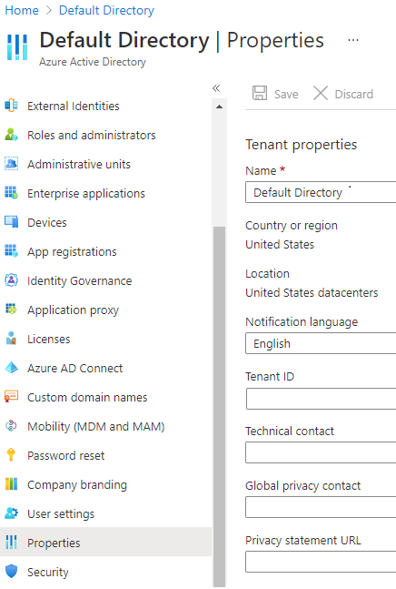 Home > Default Directory >
Default Directory | Properties ...
Azure Active Directory
«
External Identities
Roles and administrators
Administrative units
Enterprise applications
Devices
App registrations
Identity Governance
Application proxy
Licenses
Azure AD Connect
Custom domain names
Mobility (MDM and MAM)
Password reset
Company branding
User settings
Properties
Security
Save Discard
Tenant properties
Name *
Default Directory
Country or region
United States
Location
United States datacenters
Notification language
English
Tenant ID
Technical contact
Global privacy contact
Privacy statement URL